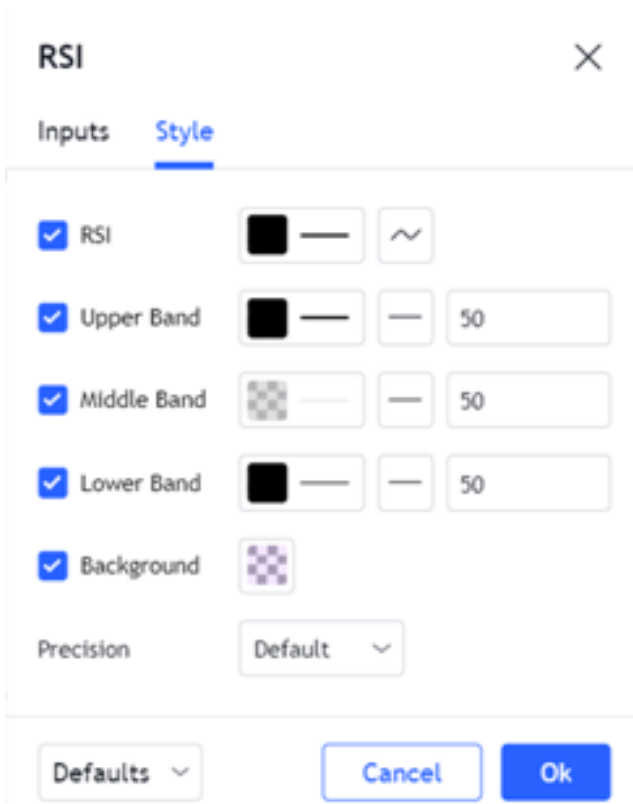 RSI
Inputs Style
RSI
Upper Band 50
Middle Band 50
Lower Band 50
Background
Precision Default
Defaults Cancel Ok